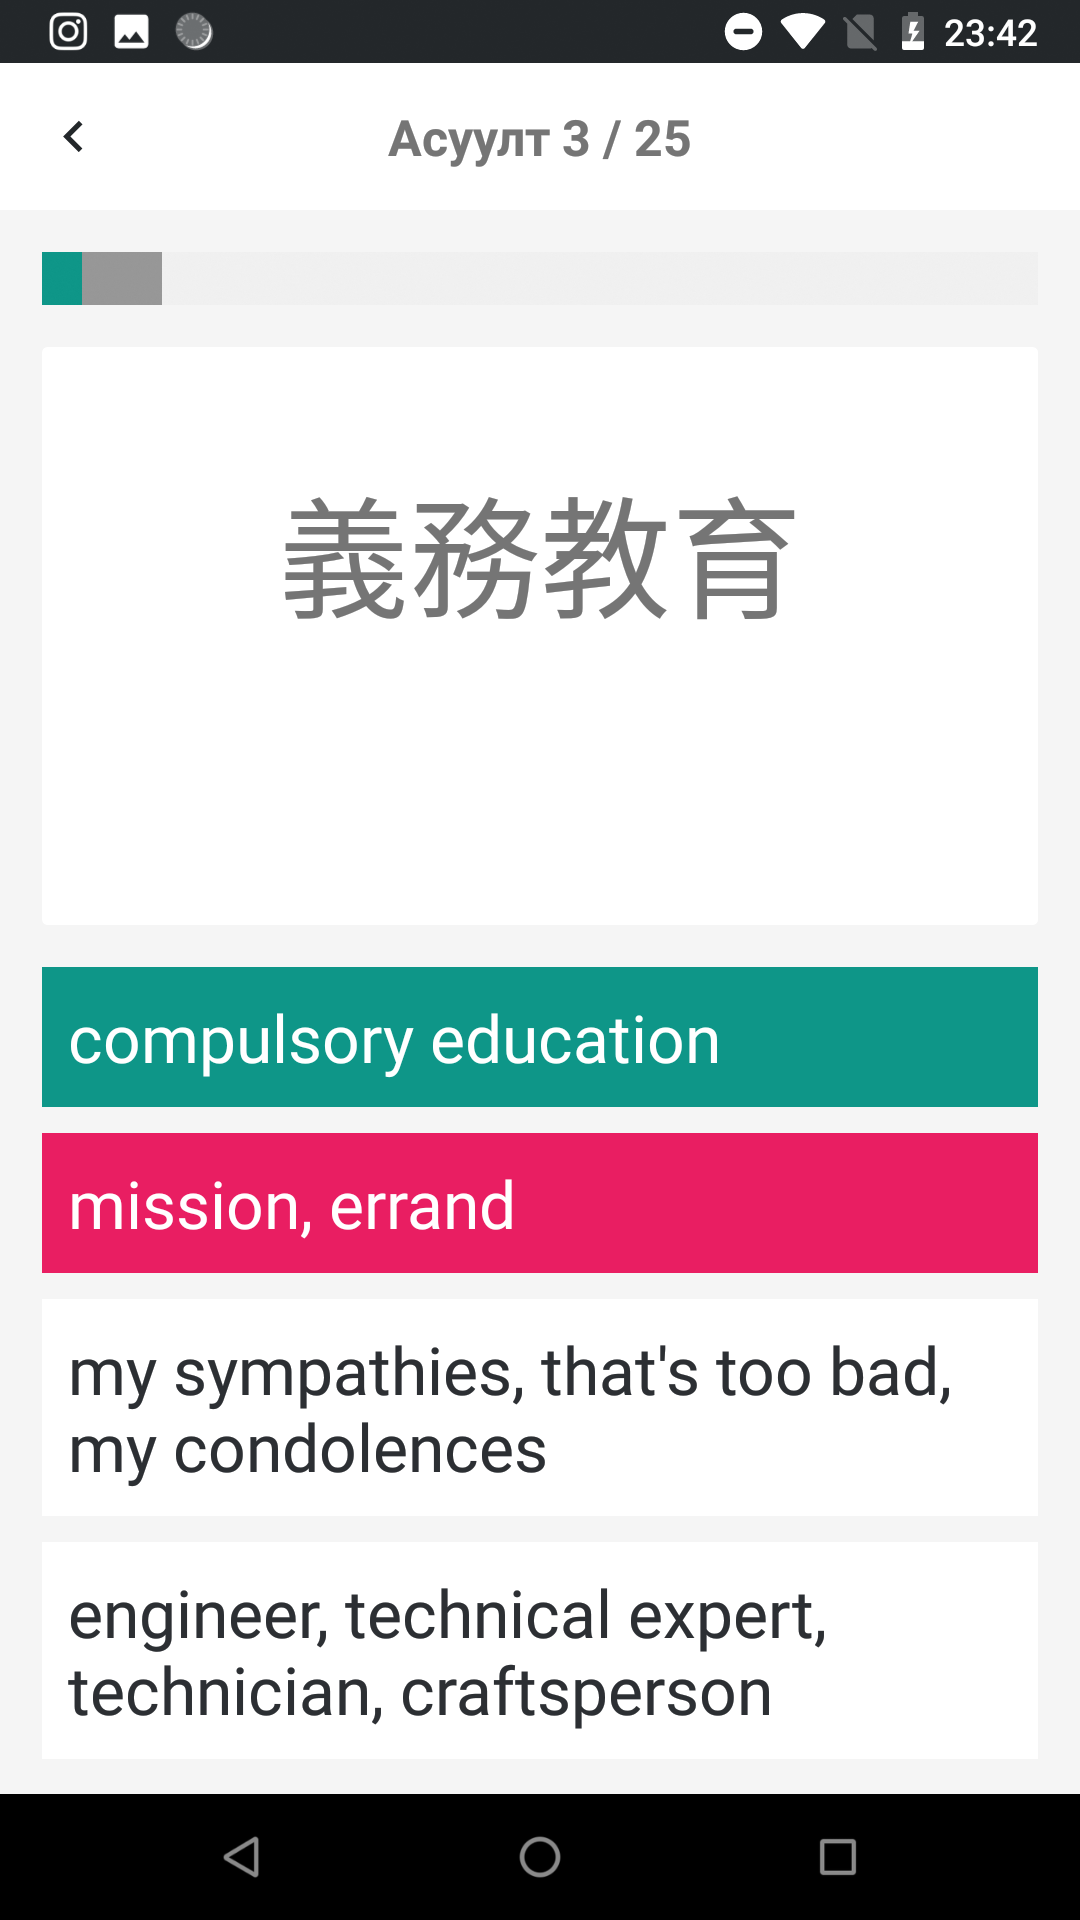 23:42
Асуулт 3 / 25
義務教育
compulsory education
mission, errand
my sympathies, that's too bad,
my condolences
engineer, technical expert,
technician, craftsperson